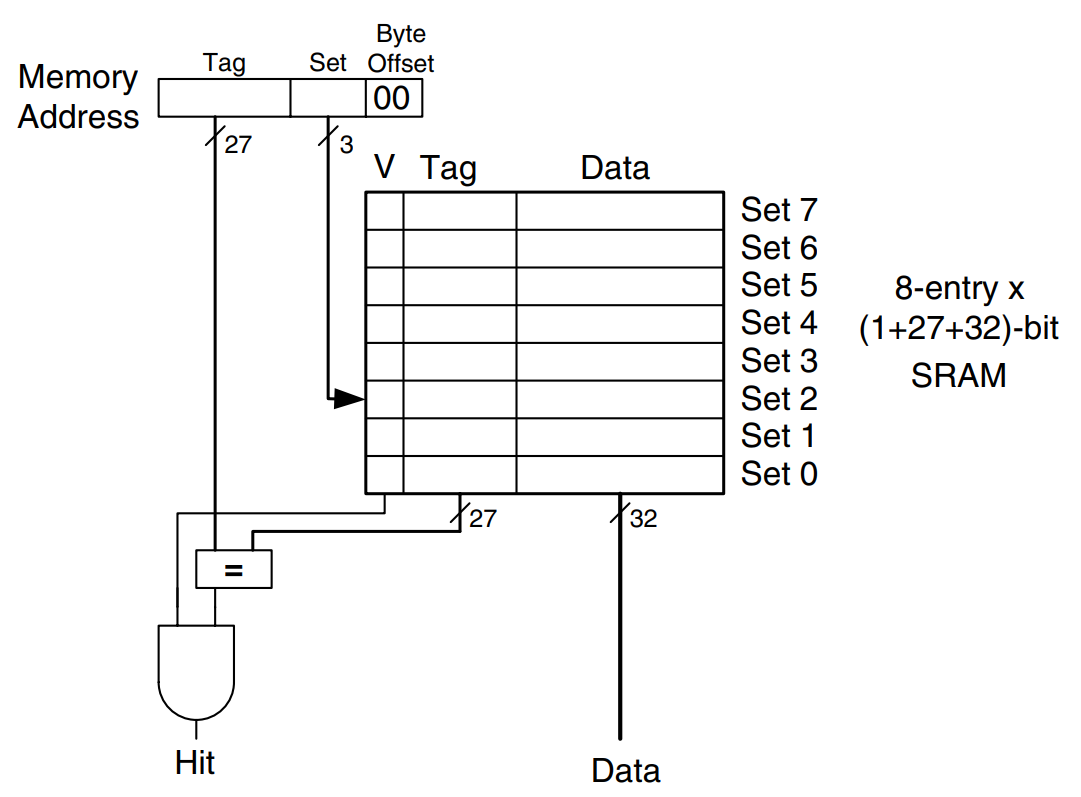 Byte
Tag Set Offset
Memory
Address
00
27 3
V Tag Data
Set 7
Set 6
Set 5
Set 4
Set 3
Set 2
Set 1
Set 0
8-entry x
(1+27+32)-bit
SRAM
27 32
=
Hit
Data